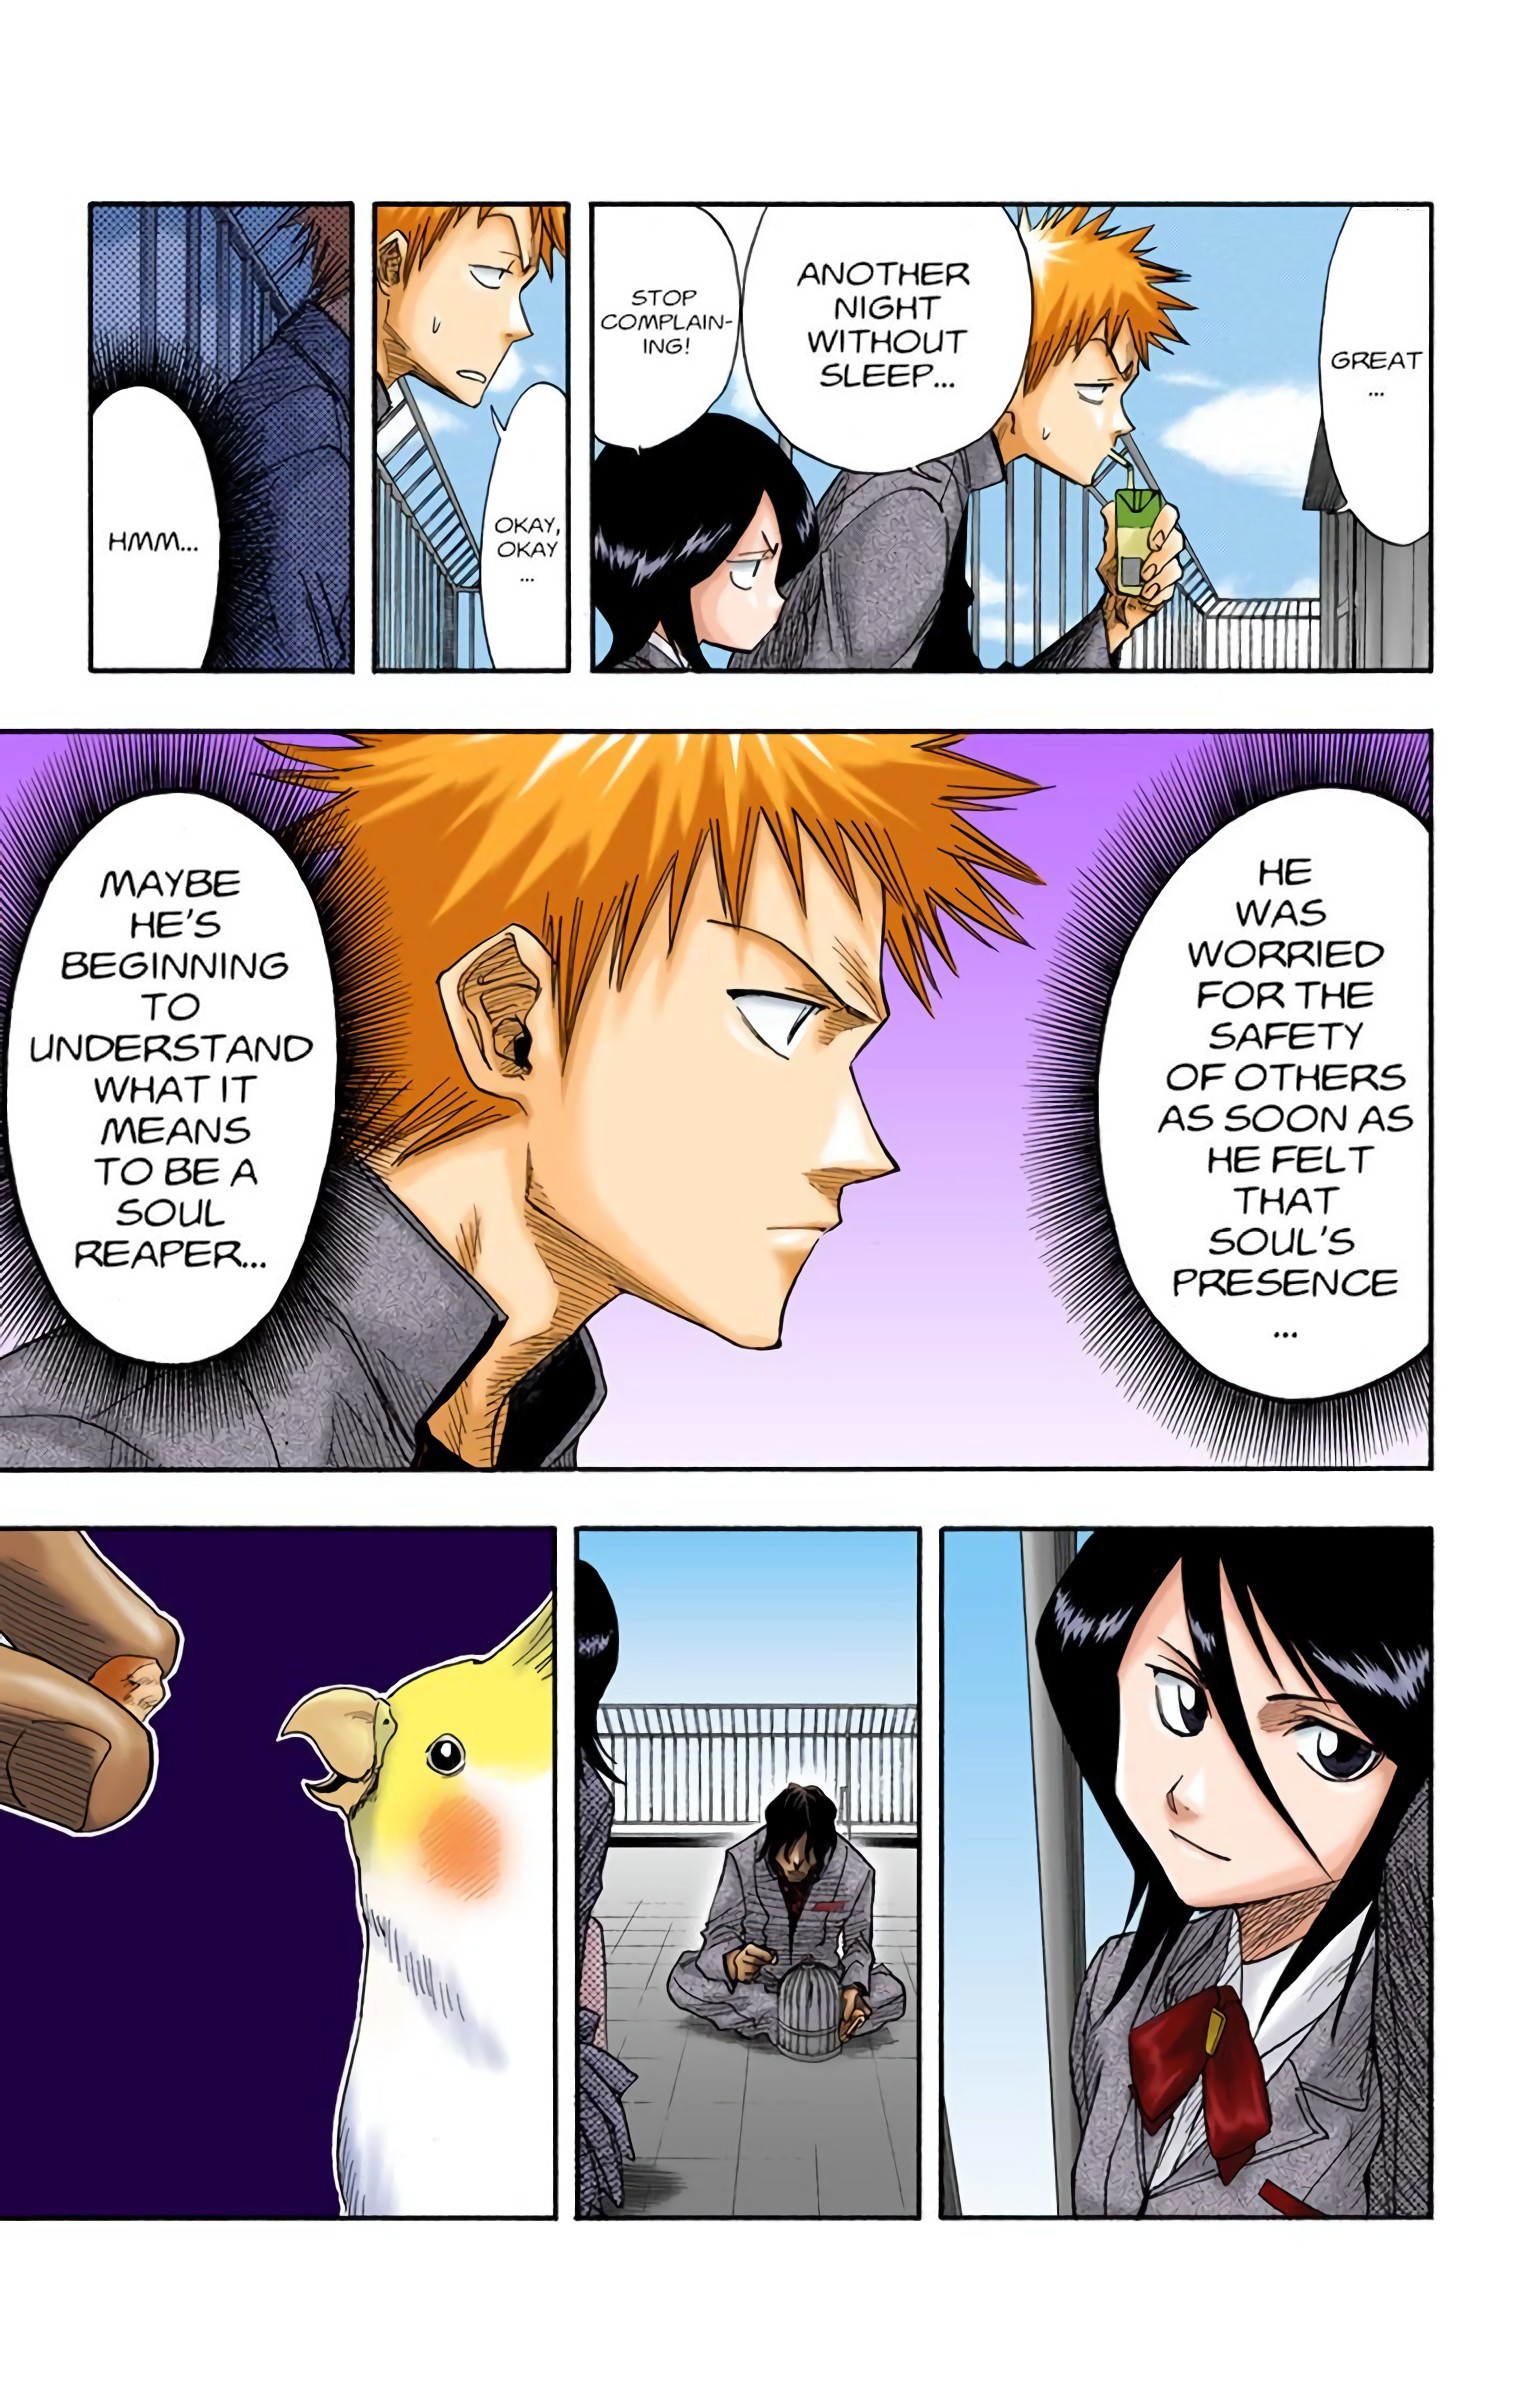 GREAT
...
ANOTHER
NIGHT
WITHOUT
SLEEP...
STOP
COMPLAIN-
ING!
OKAY,
OKAY
...
HMM...
HE
WAS
WORRIED
FOR THE
SAFETY
OF OTHERS
AS SOON AS
HE FELT
THAT
SOUL'S
PRESENCE
...
MAYBE
HE'S
BEGINNING
TO
UNDERSTAND
WHAT IT
MEANS
TO BE A
SOUL
REAPER...